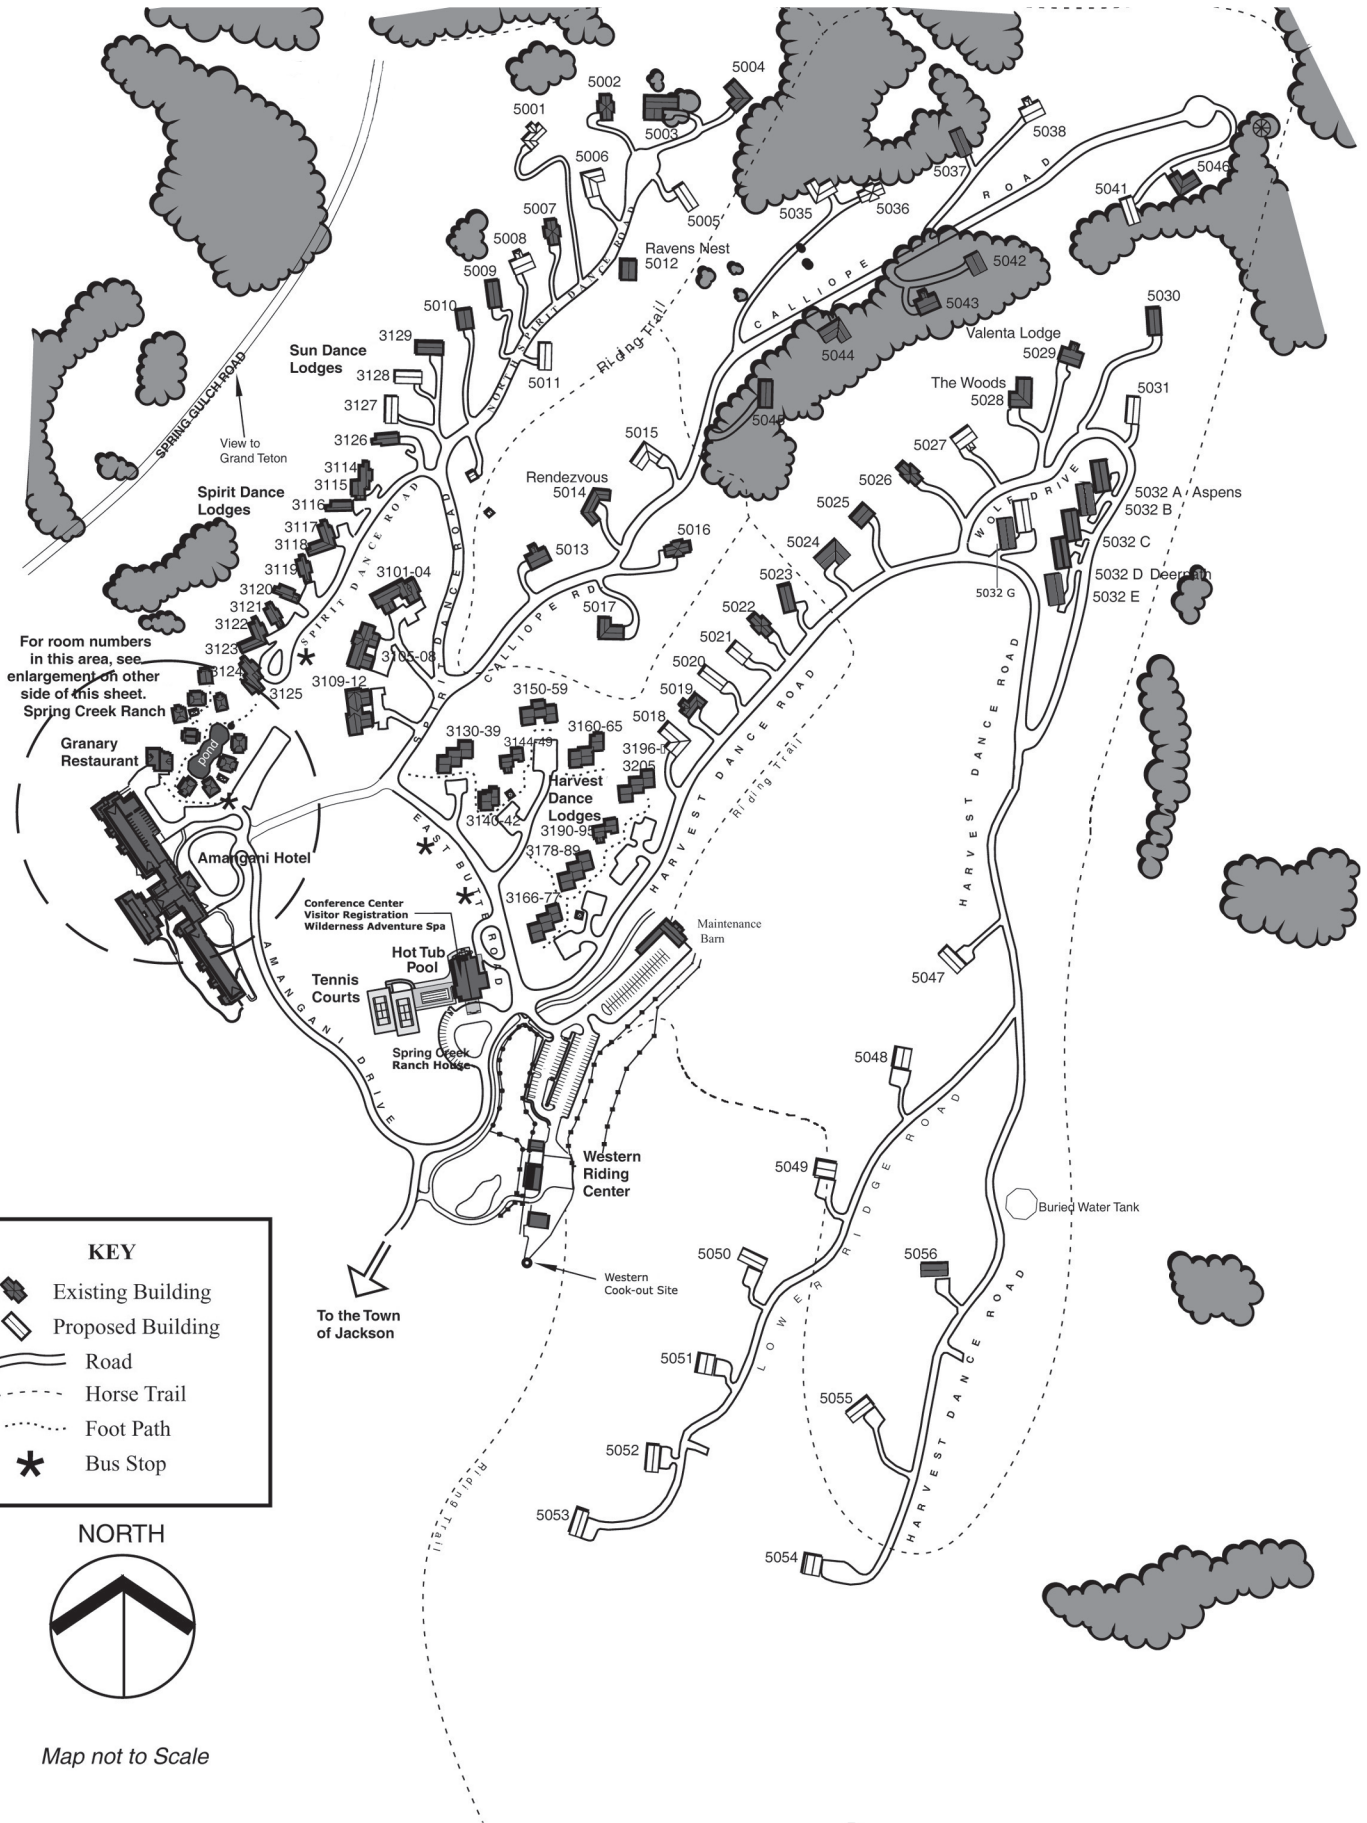 5001
5002
5003
5004
5005
5006
5007
5008
5009
5010
5011
Ravens Nest
5012
5035
5036
5037
5038
5041
5046
5042
5043
5044
5045
CALLIOPE ROAD
NORTH SPIRIT DANCE ROAD
Riding Trail
3129
3128
3127
3126
Sun Dance
Lodges
SPRING GULCH ROAD
View to
Grand Teton
Spirit Dance
Lodges
3114
3115
3116
3117
3118
3119
3120
3121
3122
3123
3124
3125
SPIRIT DANCE ROAD
SPIRIT DANCE ROAD
3101-04
3105-08
3109-12
5015
Rendezvous
5014
5013
5016
5017
CALLIOPE RD
5030
Valenta Lodge
5029
The Woods
5028
5031
5027
5026
5025
5024
5023
5022
5021
5020
5019
5018
WOLF DRIVE
5032 A Aspens
5032 B
5032 C
5032 D Deerpath
5032 E
5032 G
For room numbers
in this area, see
enlargement on other
side of this sheet.
Spring Creek Ranch
Granary
Restaurant
pond
Amangani Hotel
3130-39
3150-59
3144-49
3160-65
3196-
3205
Harvest
Dance
Lodges
3140-42
3190-95
3178-89
3166-77
EAST BUTTE ROAD
HARVEST DANCE ROAD
Riding Trail
HARVEST DANCE ROAD
Conference Center
Visitor Registration
Wilderness Adventure Spa
Hot Tub
Pool
Tennis
Courts
Spring Creek
Ranch House
Maintenance
Barn
AMANGANI DRIVE
Western
Riding
Center
Western
Cook-out Site
To the Town
of Jackson
5047
5048
5049
5050
5051
5052
5053
5054
5055
5056
LOWER RIDGE ROAD
Buried Water Tank
HARVEST DANCE ROAD
Riding Trail
KEY
Existing Building
Proposed Building
Road
Horse Trail
Foot Path
Bus Stop
NORTH
Map not to Scale